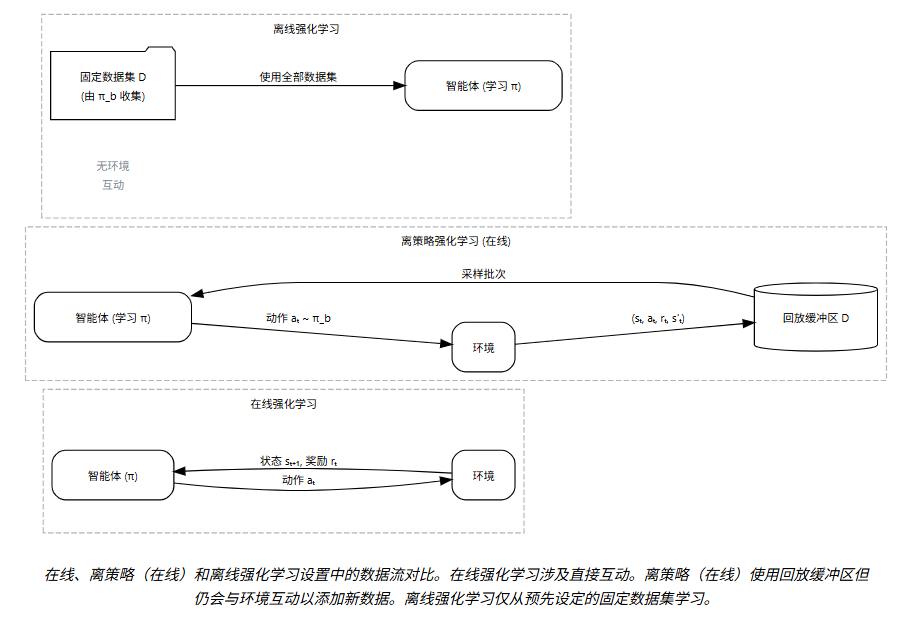 离线强化学习
固定数据集 D
(由 π_b 收集)
使用全部数据集
智能体 (学习 π)
无环境
互动
离策略强化学习 (在线)
采样批次
智能体 (学习 π)
动作 aₜ ~ π_b
环境
(sₜ, aₜ, rₜ, s'ₜ)
回放缓冲区 D
在线强化学习
智能体 (π)
状态 sₜ₊₁, 奖励 rₜ
动作 aₜ
环境
在线、离策略（在线）和离线强化学习设置中的数据流对比。在线强化学习涉及直接互动。离策略（在线）使用回放缓冲区但
仍会与环境互动以添加新数据。离线强化学习仅从预先设定的固定数据集学习。